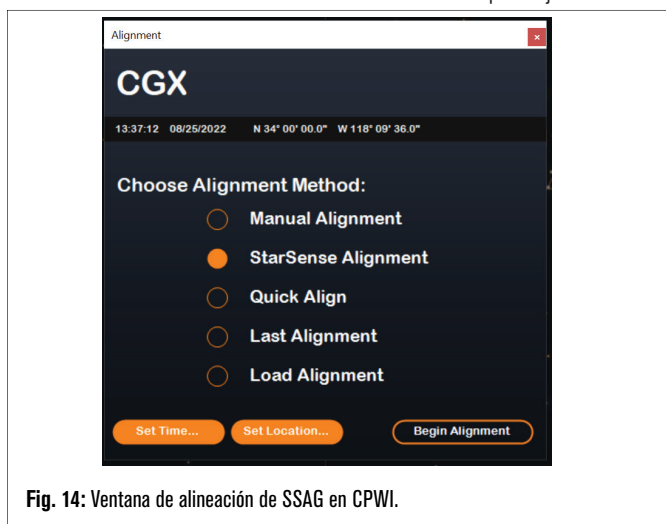 Alignment
CGX
13:37:12 08/25/2022 N 34° 00' 00.0" W 118° 09' 36.0"
Choose Alignment Method:
Manual Alignment
StarSense Alignment
Quick Align
Last Alignment
Load Alignment
Set Time... Set Location... Begin Alignment
Fig. 14: Ventana de alineación de SSAG en CPWI.